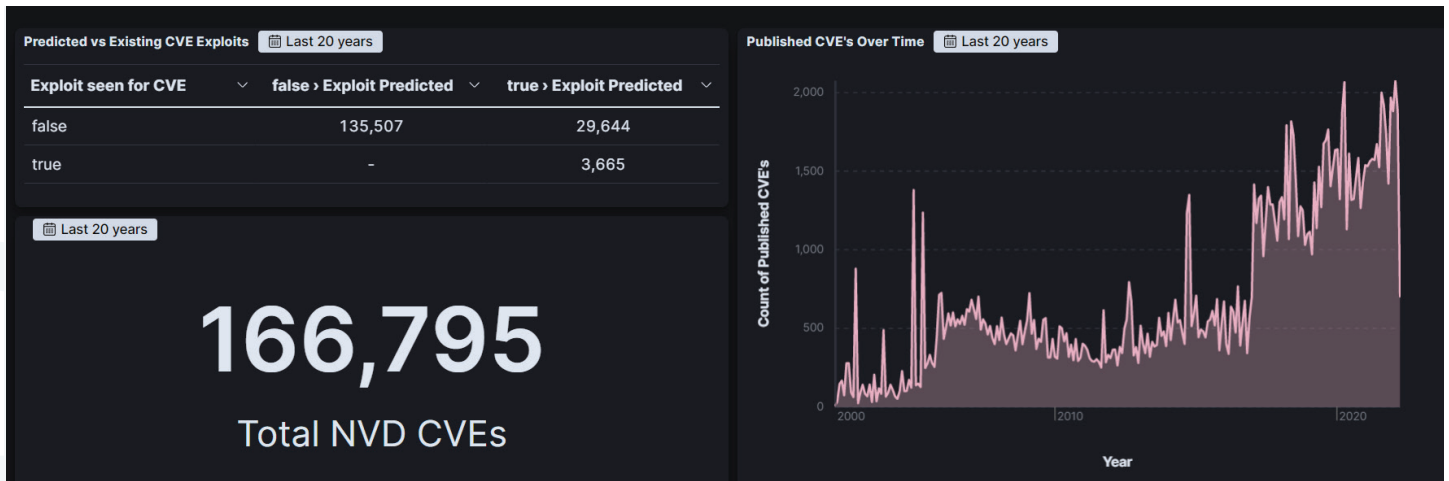 Predicted vs Existing CVE Exploits Last 20 years
Exploit seen for CVE false › Exploit Predicted true › Exploit Predicted
false 135,507 29,644
true - 3,665
Last 20 years
166,795
Total NVD CVEs
Published CVE's Over Time Last 20 years
Count of Published CVE's
2,000
1,500
1,000
500
0
2000 2010 2020
Year